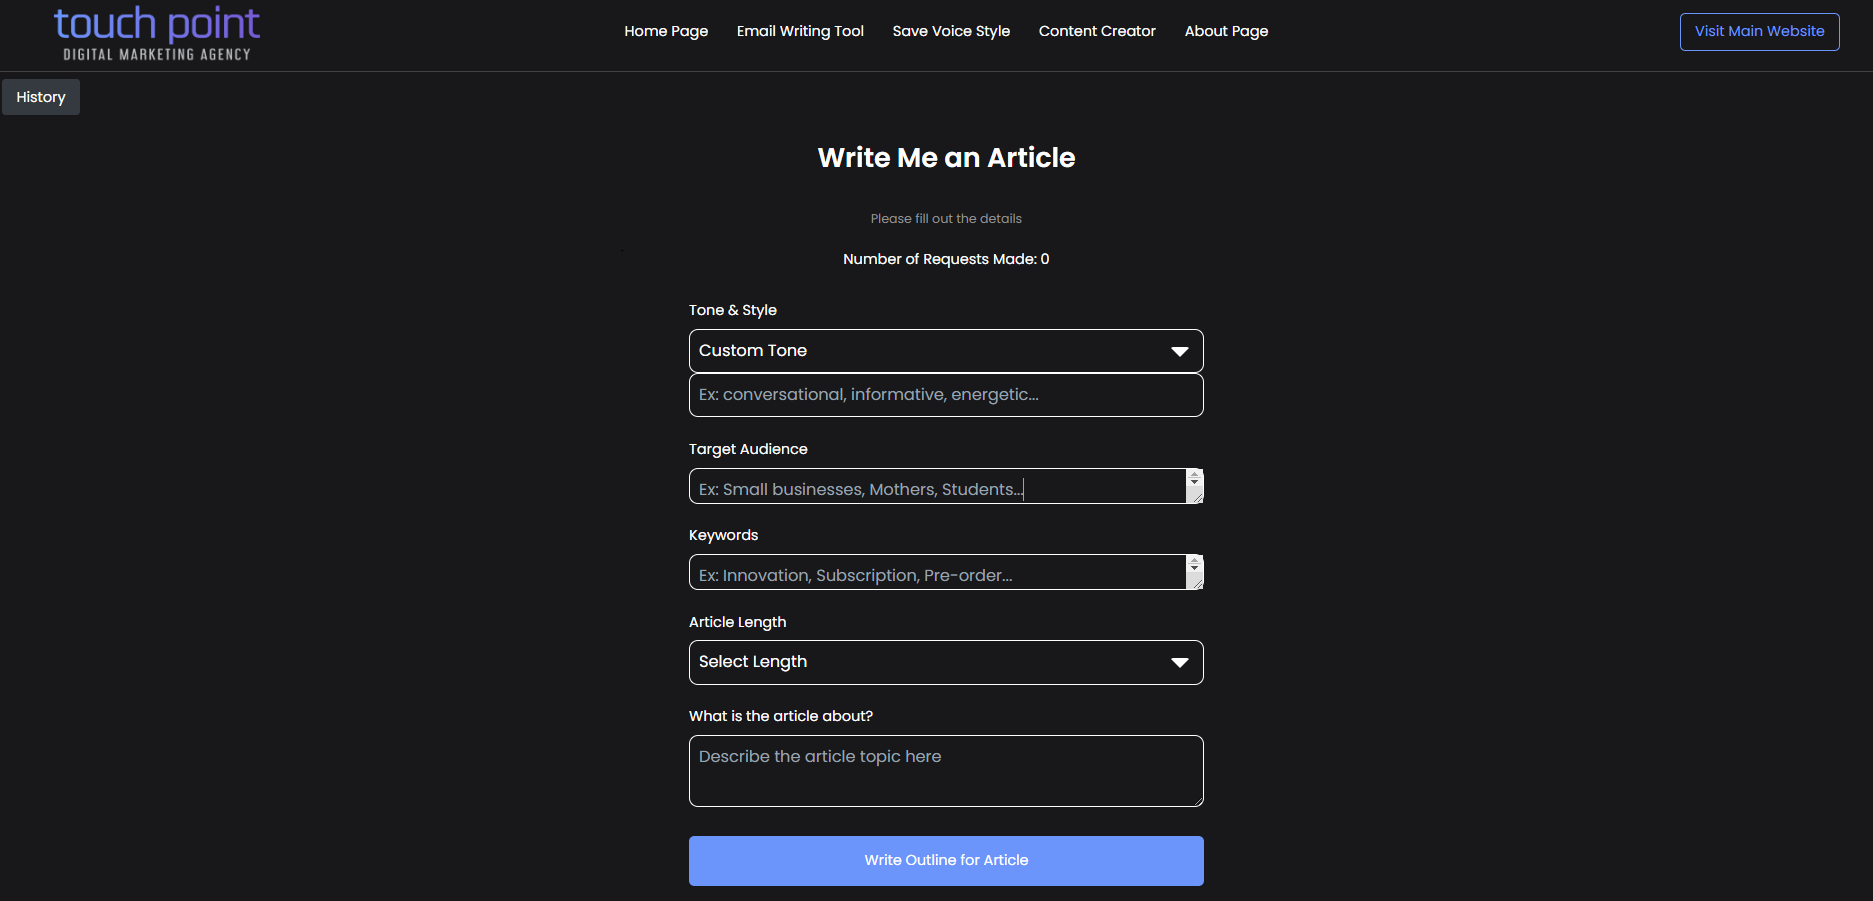 touch point
DIGITAL MARKETING AGENCY
Home Page
Email Writing Tool
Save Voice Style
Content Creator
About Page
Visit Main Website
History
Write Me an Article
Please fill out the details
Number of Requests Made: 0
Tone & Style
Custom Tone
Ex: conversational, informative, energetic...
Target Audience
Ex: Small businesses, Mothers, Students...
Keywords
Ex: Innovation, Subscription, Pre-order...
Article Length
Select Length
What is the article about?
Describe the article topic here
Write Outline for Article